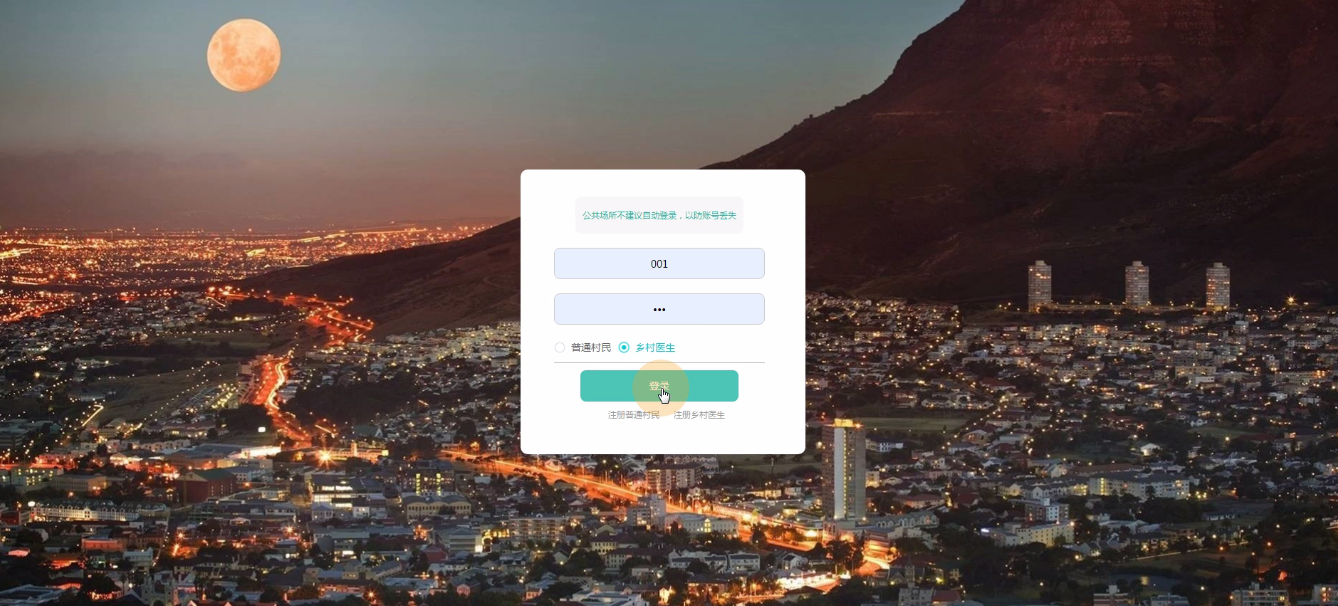 公共场所不建议自动登录，以防账号丢失
001
•••
普通村民 乡村医生
登录
注册普通村民 注册乡村医生